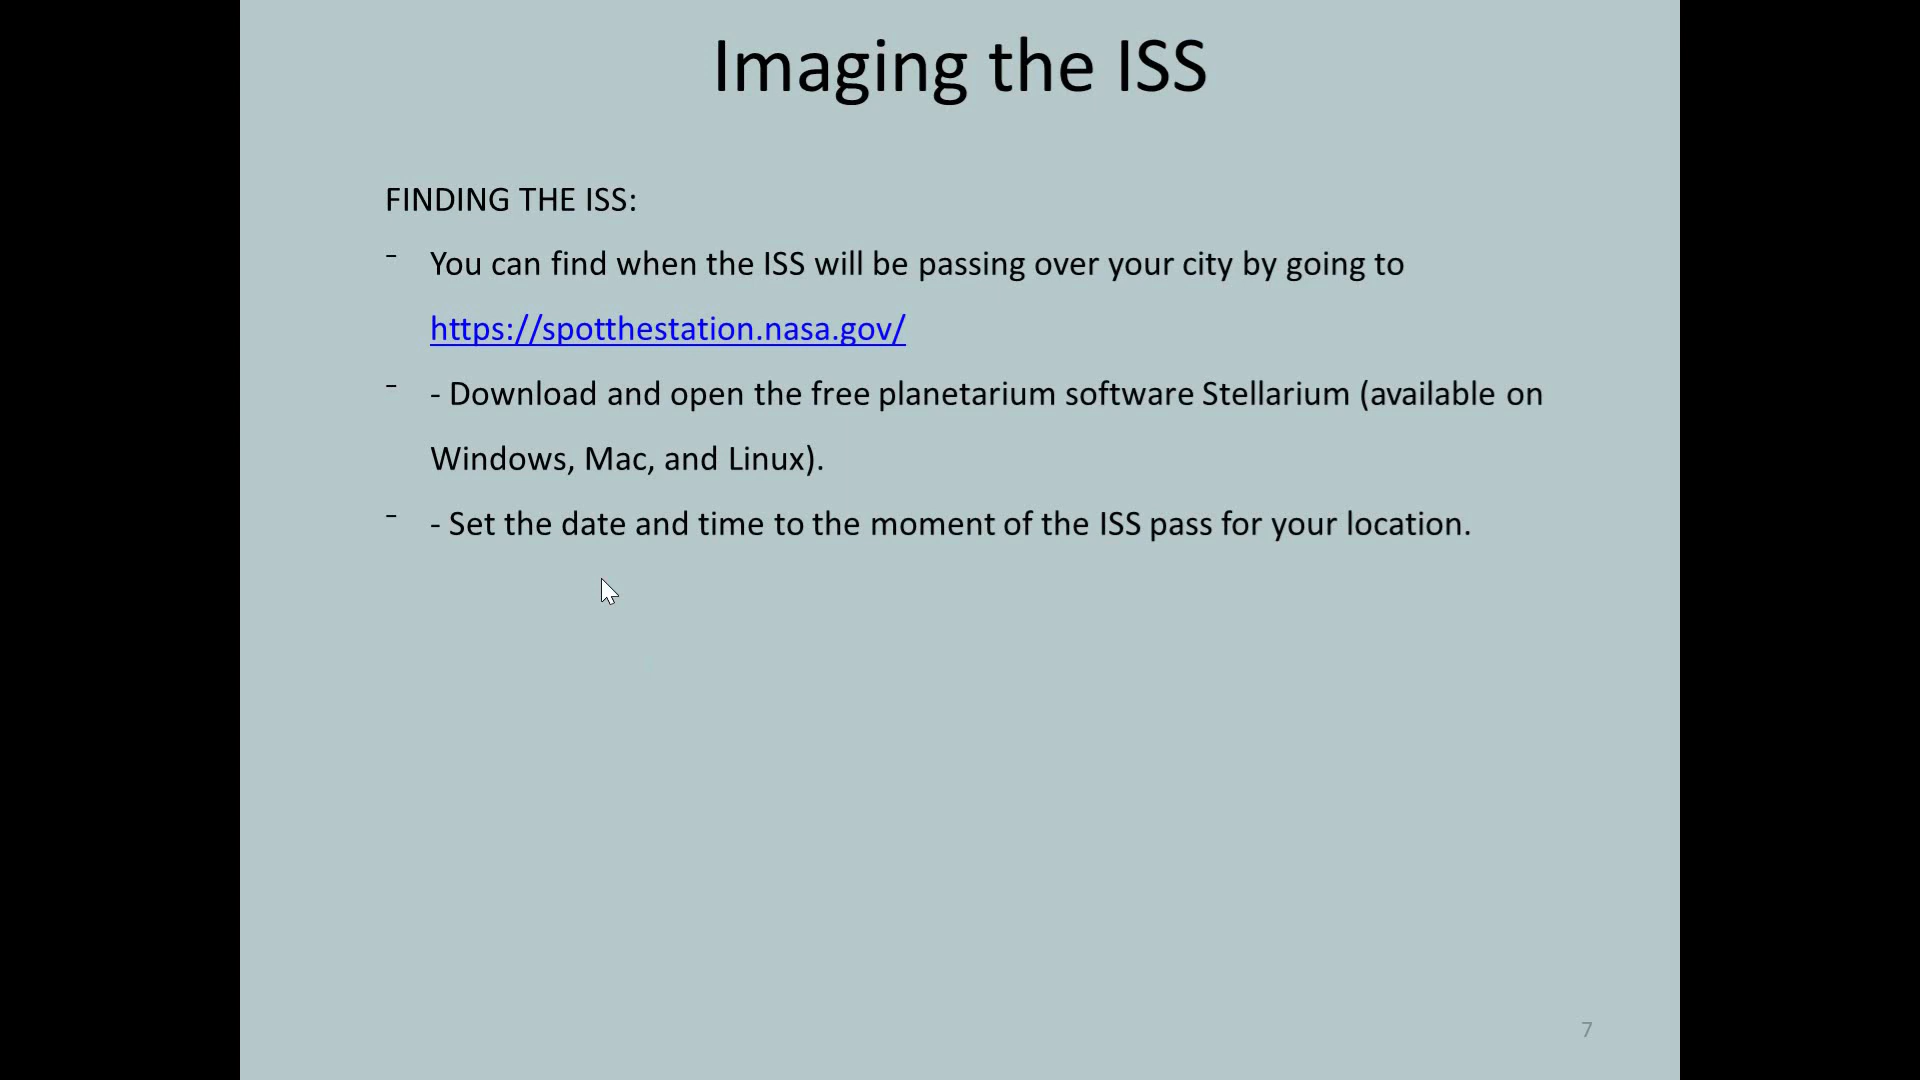 Imaging the ISS
FINDING THE ISS:
⁻ You can find when the ISS will be passing over your city by going to
https://spotthestation.nasa.gov/
⁻ - Download and open the free planetarium software Stellarium (available on
Windows, Mac, and Linux).
⁻ - Set the date and time to the moment of the ISS pass for your location.
7